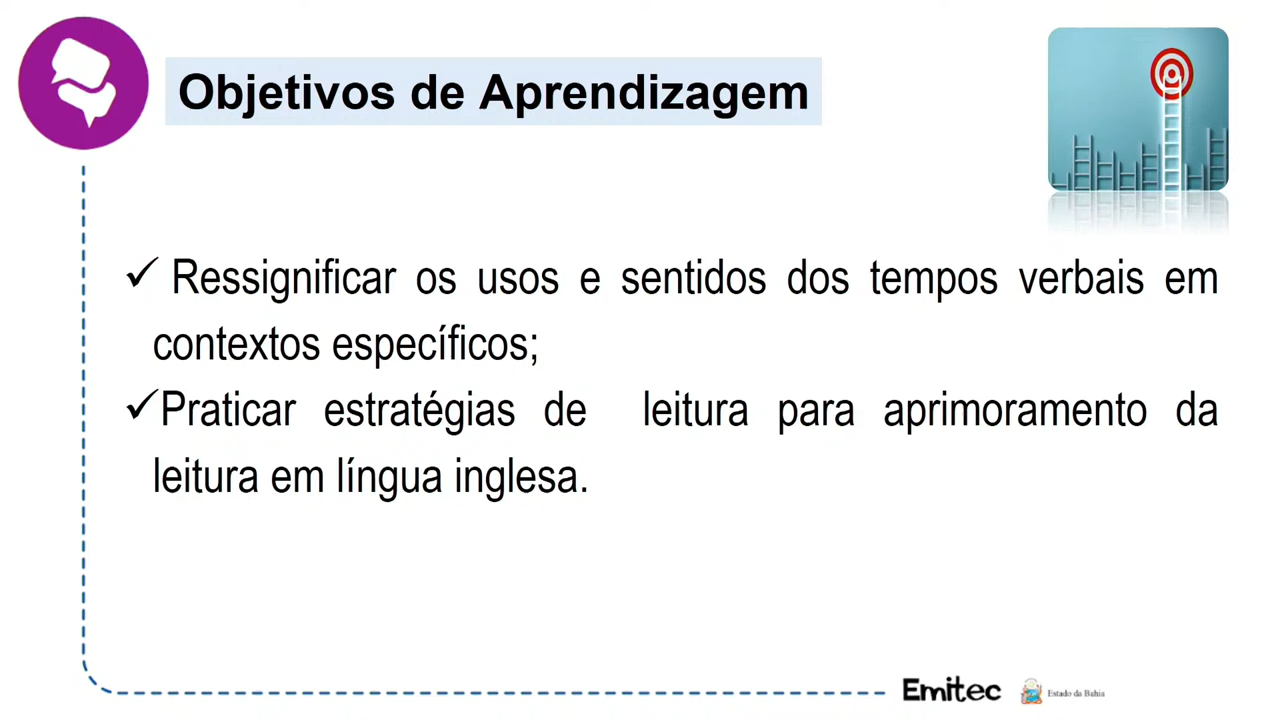 Objetivos de Aprendizagem
✓ Ressignificar os usos e sentidos dos tempos verbais em
contextos específicos;
✓Praticar estratégias de leitura para aprimoramento da
leitura em língua inglesa.
Emitec
Estado da Bahia